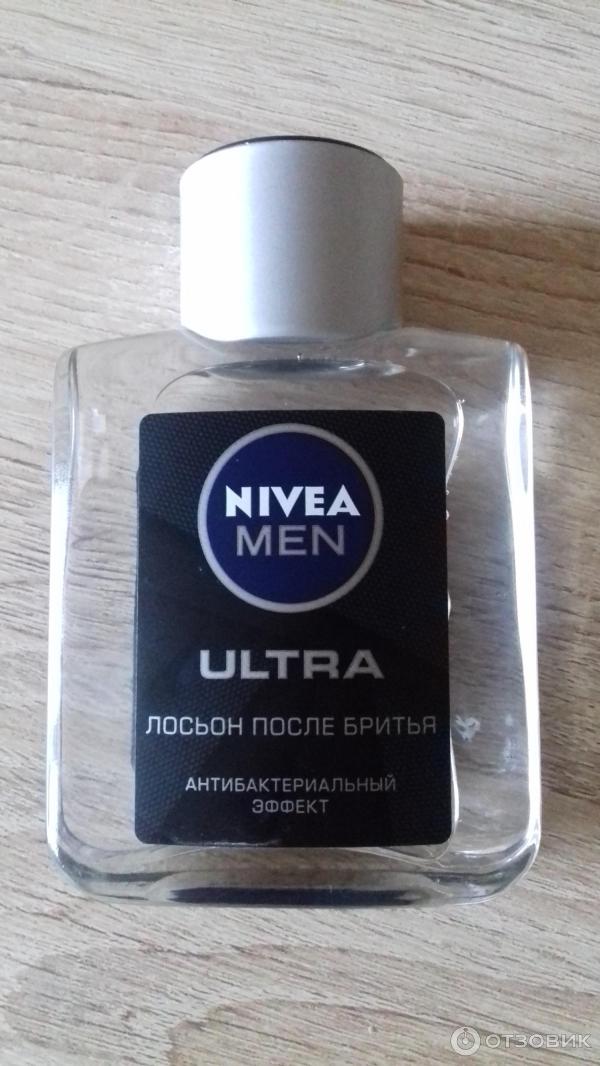 NIVEA
MEN
ULTRA
ЛОСЬОН ПОСЛЕ БРИТЬЯ
АНТИБАКТЕРИАЛЬНЫЙ
ЭФФЕКТ
ОТЗОВИК